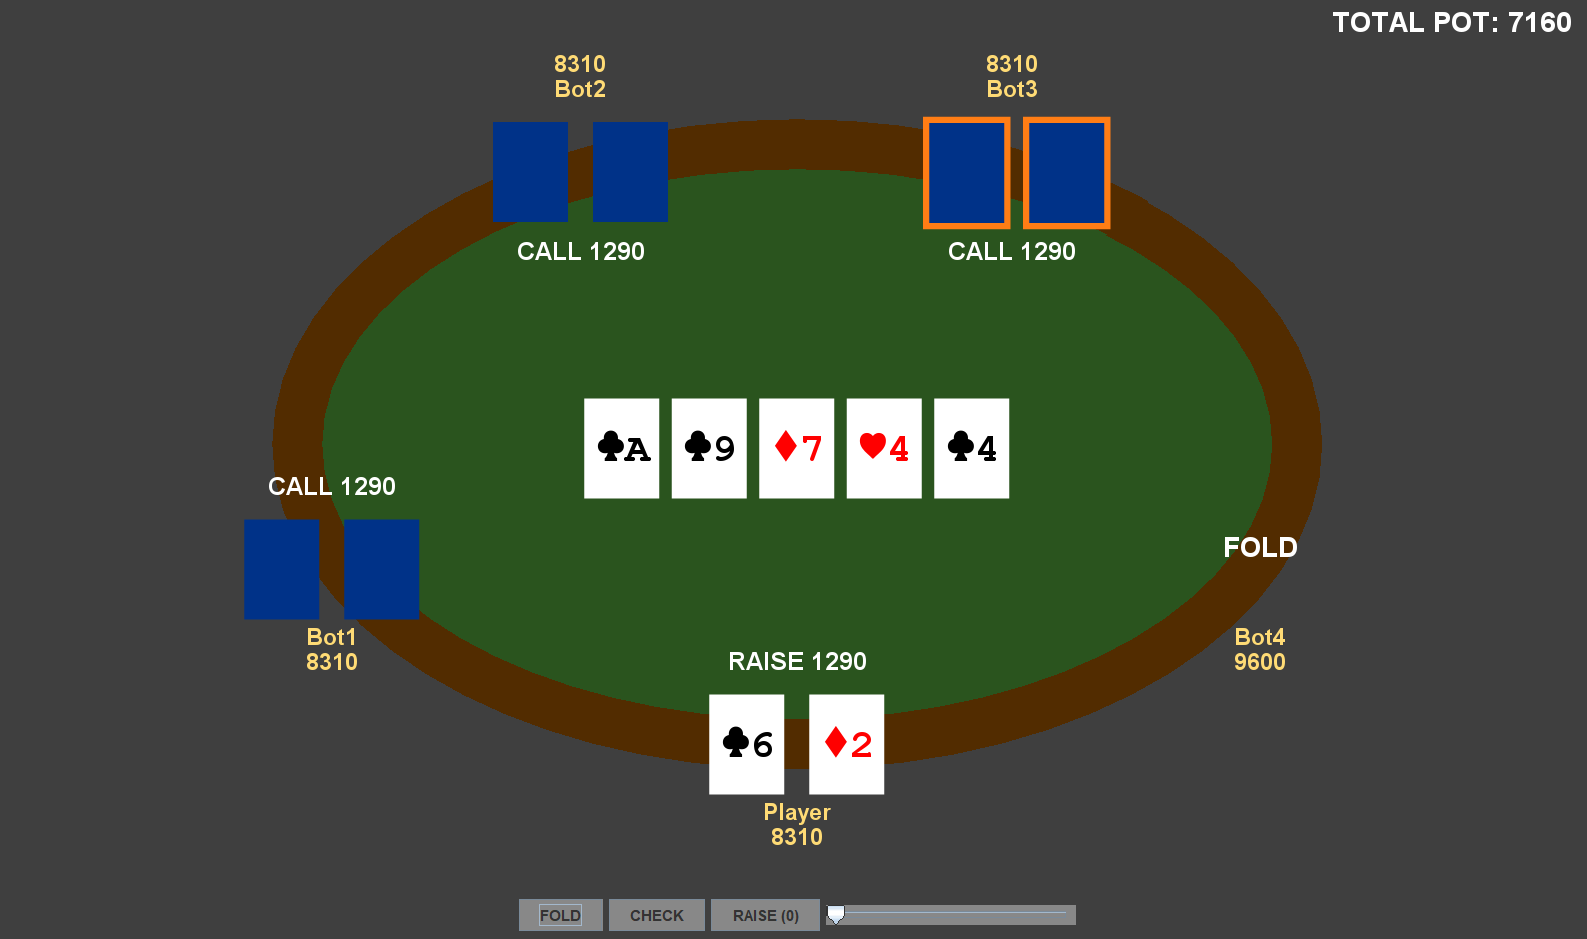 TOTAL POT: 7160
8310
Bot2
8310
Bot3
CALL 1290
CALL 1290
♣A ♣9 ♦7 ♥4 ♣4
CALL 1290
FOLD
Bot1
8310
Bot4
9600
RAISE 1290
♣6 ♦2
Player
8310
FOLD CHECK RAISE (0)